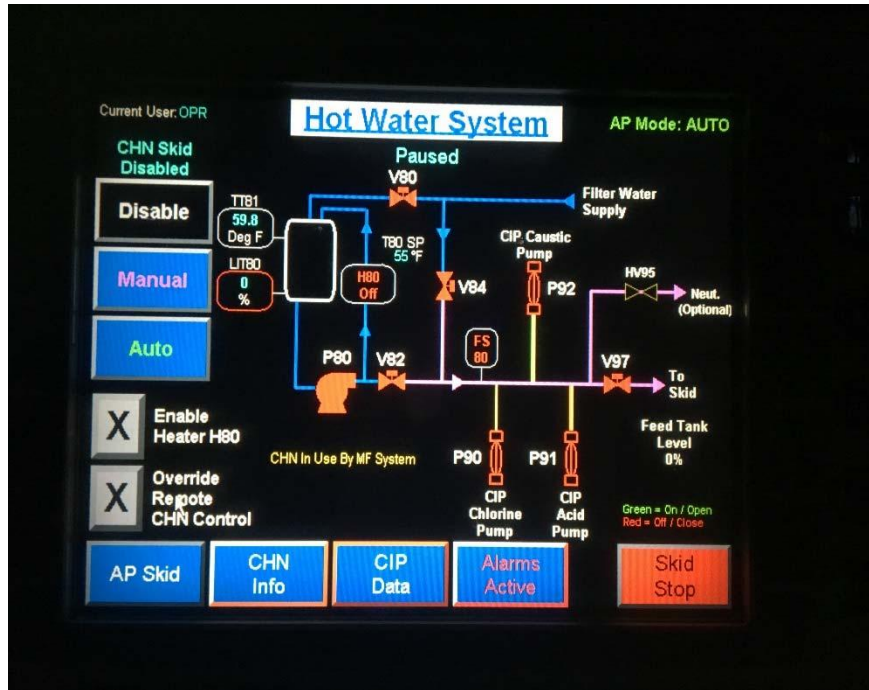 Current User: OPR
Hot Water System
AP Mode: AUTO
CHN Skid
Disabled
Paused
V80
Disable
TT81
59.8
Deg F
Filter Water
Supply
T80 SP
55 °F
CIP Caustic
Pump
Manual
LIT80
0
%
H80
Off
V84
P92
HV95
Neut.
(Optional)
Auto
FS
80
P80
V82
V97
To
Skid
X
Enable
Heater H80
Feed Tank
Level
0%
CHN In Use By MF System
P90
P91
X
Override
Remote
CHN Control
CIP
Chlorine
Pump
CIP
Acid
Pump
Green = On / Open
Red = Off / Close
AP Skid
CHN
Info
CIP
Data
Alarms
Active
Skid
Stop